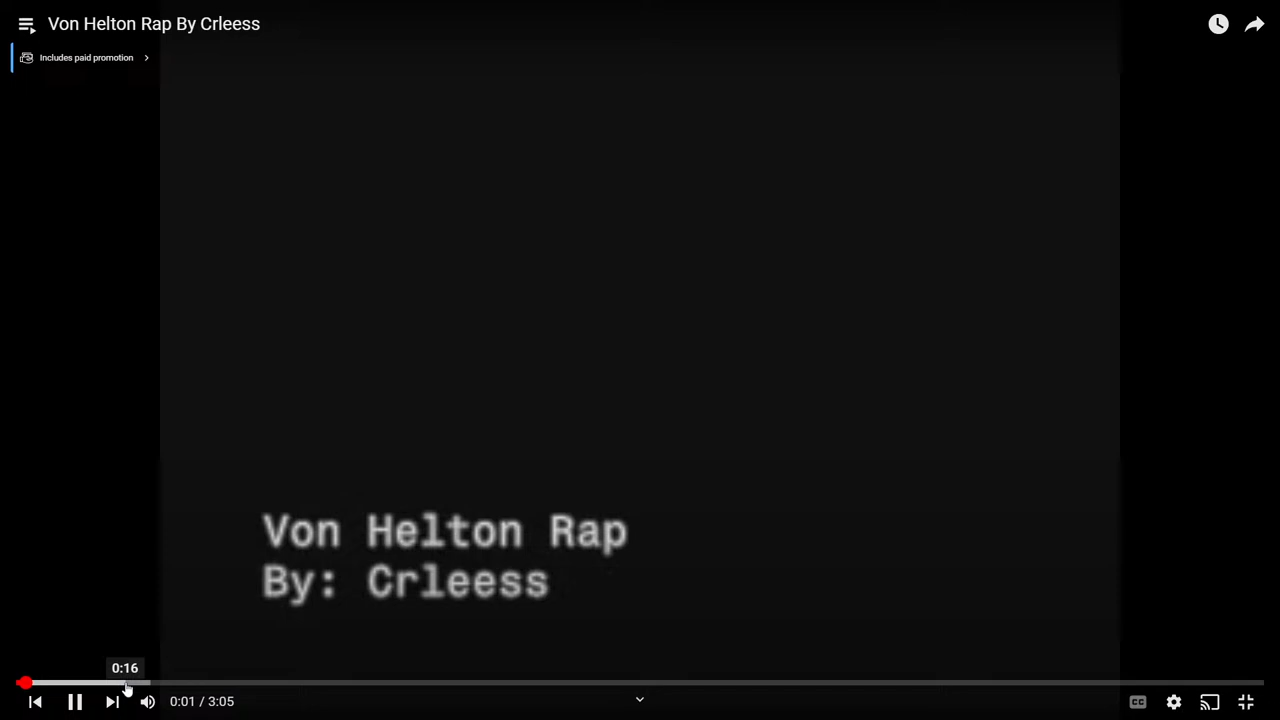 Von Helton Rap By Crleess
Includes paid promotion
Von Helton Rap
By: Crleess
0:16
0:01 / 3:05
CC